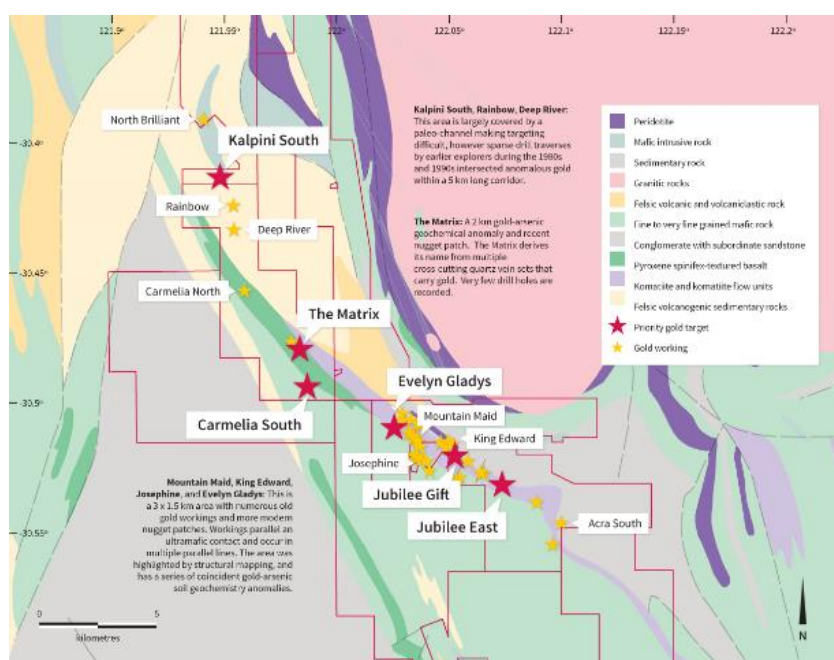 121.9°
121.95°
122°
122.05°
122.1°
122.15°
122.2°
-30.4°
-30.45°
-30.5°
-30.55°
North Brilliant
Kalpini South
Rainbow
Deep River
Carmelia North
The Matrix
Evelyn Gladys
Carmelia South
Mountain Maid
King Edward
Josephine
Jubilee Gift
Jubilee East
Acra South
Kalpini South, Rainbow, Deep River:
This area is largely covered by a
paleo-channel making targeting
difficult, however sparse drill traverses
by earlier explorers during the 1980s
and 1990s intersected anomalous gold
within a 5 km long corridor.
The Matrix: A 2 km gold-arsenic
geochemical anomaly and recent
nugget patch. The Matrix derives
its name from multiple
cross cutting quartz vein sets that
carry gold. Very few drill holes are
recorded.
Peridotite
Mafic intrusive rock
Sedimentary rock
Granitic rocks
Felsic volcanic and volcaniclastic rock
Fine to very fine grained mafic rock
Conglomerate with subordinate sandstone
Pyroxene spinifex-textured basalt
Komatiite and komatiite flow units
Felsic volcanogenic sedimentary rocks
Priority gold target
Gold working
Mountain Maid, King Edward,
Josephine, and Evelyn Gladys: This is
a 3 x 1.5 km area with numerous old
gold workings and more modern
nugget patches. Workings parallel an
ultramafic contact and occur in
multiple parallel lines. The area was
highlighted by structural mapping, and
has a series of coincident gold-arsenic
soil geochemistry anomalies.
0 5
kilometres
N